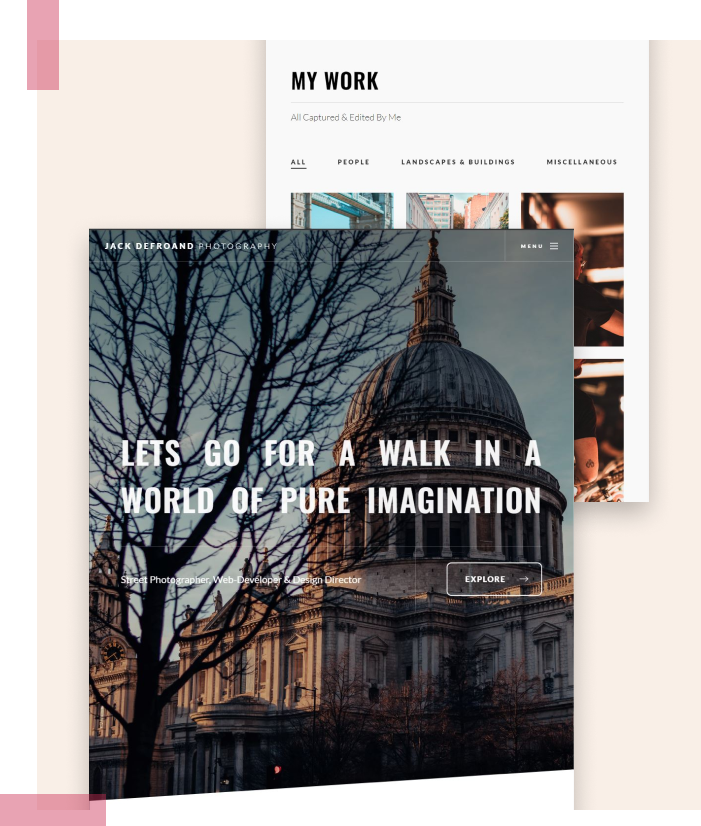 MY WORK
All Captured & Edited By Me
ALL PEOPLE LANDSCAPES & BUILDINGS MISCELLANEOUS
JACK DEFROAND PHOTOGRAPHY MENU
LETS GO FOR A WALK IN A
WORLD OF PURE IMAGINATION
Street Photographer, Web-Developer & Design Director
EXPLORE